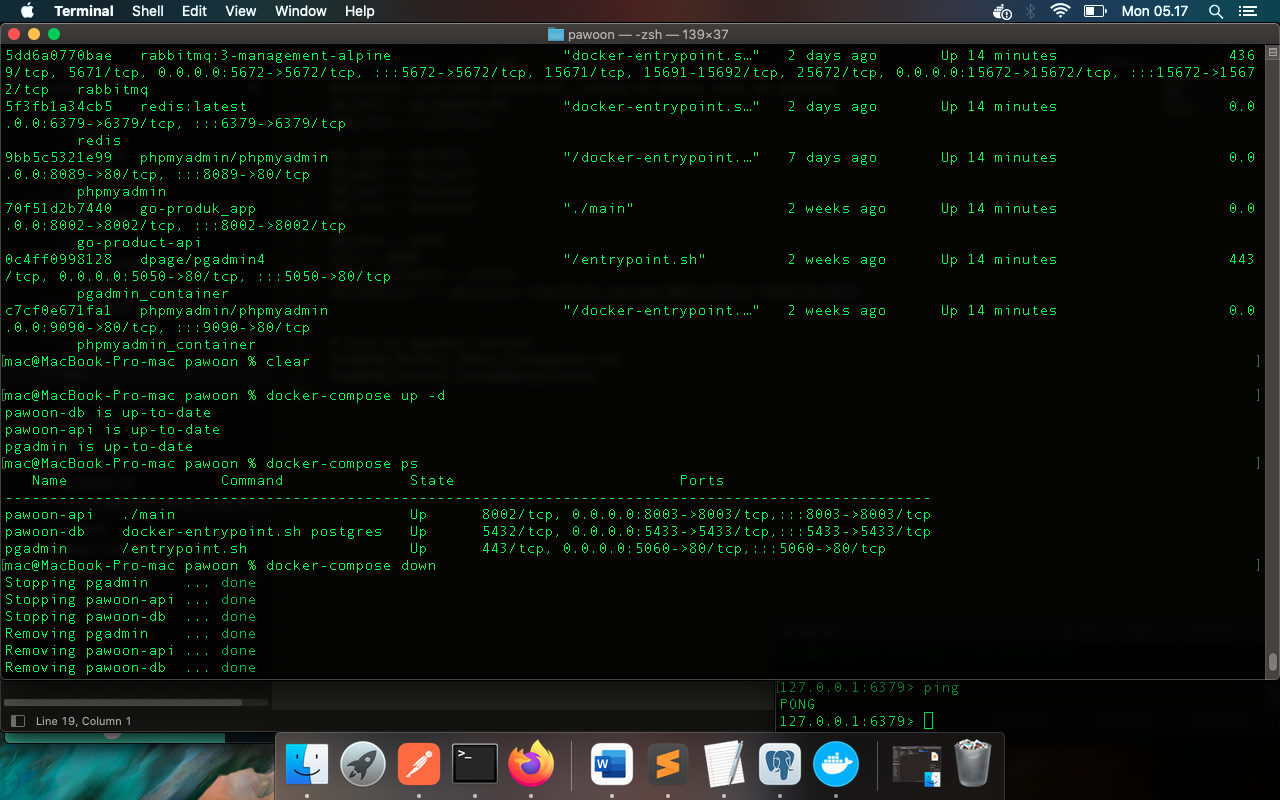 Terminal Shell Edit View Window Help Mon 05.17
pawoon — -zsh — 139×37
5dd6a0770bae rabbitmq:3-management-alpine "docker-entrypoint.s…" 2 days ago Up 14 minutes 436
9/tcp, 5671/tcp, 0.0.0.0:5672->5672/tcp, :::5672->5672/tcp, 15671/tcp, 15691-15692/tcp, 25672/tcp, 0.0.0.0:15672->15672/tcp, :::15672->1567
2/tcp rabbitmq
5f3fb1a34cb5 redis:latest "docker-entrypoint.s…" 2 days ago Up 14 minutes 0.0
.0.0:6379->6379/tcp, :::6379->6379/tcp
redis
9bb5c5321e99 phpmyadmin/phpmyadmin "/docker-entrypoint.…" 7 days ago Up 14 minutes 0.0
.0.0:8089->80/tcp, :::8089->80/tcp
phpmyadmin
70f51d2b7440 go-produk_app "./main" 2 weeks ago Up 14 minutes 0.0
.0.0:8002->8002/tcp, :::8002->8002/tcp
go-product-api
0c4ff0998128 dpage/pgadmin4 "/entrypoint.sh" 2 weeks ago Up 14 minutes 443
/tcp, 0.0.0.0:5050->80/tcp, :::5050->80/tcp
pgadmin_container
c7cf0e671fa1 phpmyadmin/phpmyadmin "/docker-entrypoint.…" 2 weeks ago Up 14 minutes 0.0
.0.0:9090->80/tcp, :::9090->80/tcp
phpmyadmin_container
[mac@MacBook-Pro-mac pawoon % clear ]
[mac@MacBook-Pro-mac pawoon % docker-compose up -d ]
pawoon-db is up-to-date
pawoon-api is up-to-date
pgadmin is up-to-date
[mac@MacBook-Pro-mac pawoon % docker-compose ps ]
Name Command State Ports
-------------------------------------------------------------------------------------------------------
pawoon-api ./main Up 8002/tcp, 0.0.0.0:8003->8003/tcp,:::8003->8003/tcp
pawoon-db docker-entrypoint.sh postgres Up 5432/tcp, 0.0.0.0:5433->5433/tcp,:::5433->5433/tcp
pgadmin /entrypoint.sh Up 443/tcp, 0.0.0.0:5060->80/tcp,:::5060->80/tcp
[mac@MacBook-Pro-mac pawoon % docker-compose down ]
Stopping pgadmin ... done
Stopping pawoon-api ... done
Stopping pawoon-db ... done
Removing pgadmin ... done
Removing pawoon-api ... done
Removing pawoon-db ... done
[127.0.0.1:6379> ping
PONG
127.0.0.1:6379>
Line 19, Column 1
>_
W
S